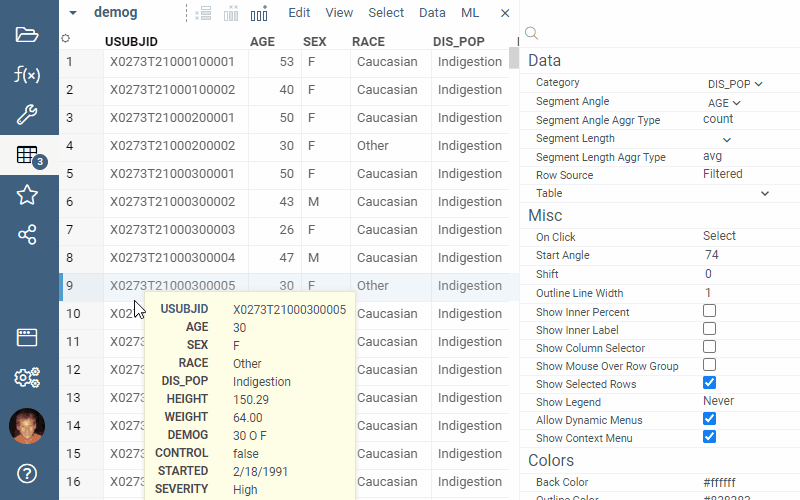 demog Edit View Select Data ML
USUBJID AGE SEX RACE DIS_POP
1 X0273T21000100001 53 F Caucasian Indigestion
2 X0273T21000100002 40 F Caucasian Indigestion
3 X0273T21000200001 50 F Caucasian Indigestion
4 X0273T21000200002 30 F Other Indigestion
5 X0273T21000300001 50 F Caucasian Indigestion
6 X0273T21000300002 43 M Caucasian Indigestion
7 X0273T21000300003 26 F Caucasian Indigestion
8 X0273T21000300004 47 M Caucasian Indigestion
9 X0273T21000300005 30 F Other Indigestion
10 X027 Caucasian Indigestion
11 X0273 Caucasian Indigestion
12 X0273 Caucasian Indigestion
13 X0273 Caucasian Indigestion
14 X0273 Caucasian Indigestion
15 X0273 Caucasian Indigestion
16 X0273 Caucasian Indigestion
f(x)
3
USUBJID X0273T21000300005
AGE 30
SEX F
RACE Other
DIS_POP Indigestion
HEIGHT 150.29
WEIGHT 64.00
DEMOG 30 O F
CONTROL false
STARTED 2/18/1991
SEVERITY High
Data
Category DIS_POP
Segment Angle AGE
Segment Angle Aggr Type count
Segment Length
Segment Length Aggr Type avg
Row Source Filtered
Table
Misc
On Click Select
Start Angle 74
Shift 0
Outline Line Width 1
Show Inner Percent
Show Inner Label
Show Column Selector
Show Mouse Over Row Group
Show Selected Rows
Show Legend Never
Allow Dynamic Menus
Show Context Menu
Colors
Back Color #ffffff
Outline Color